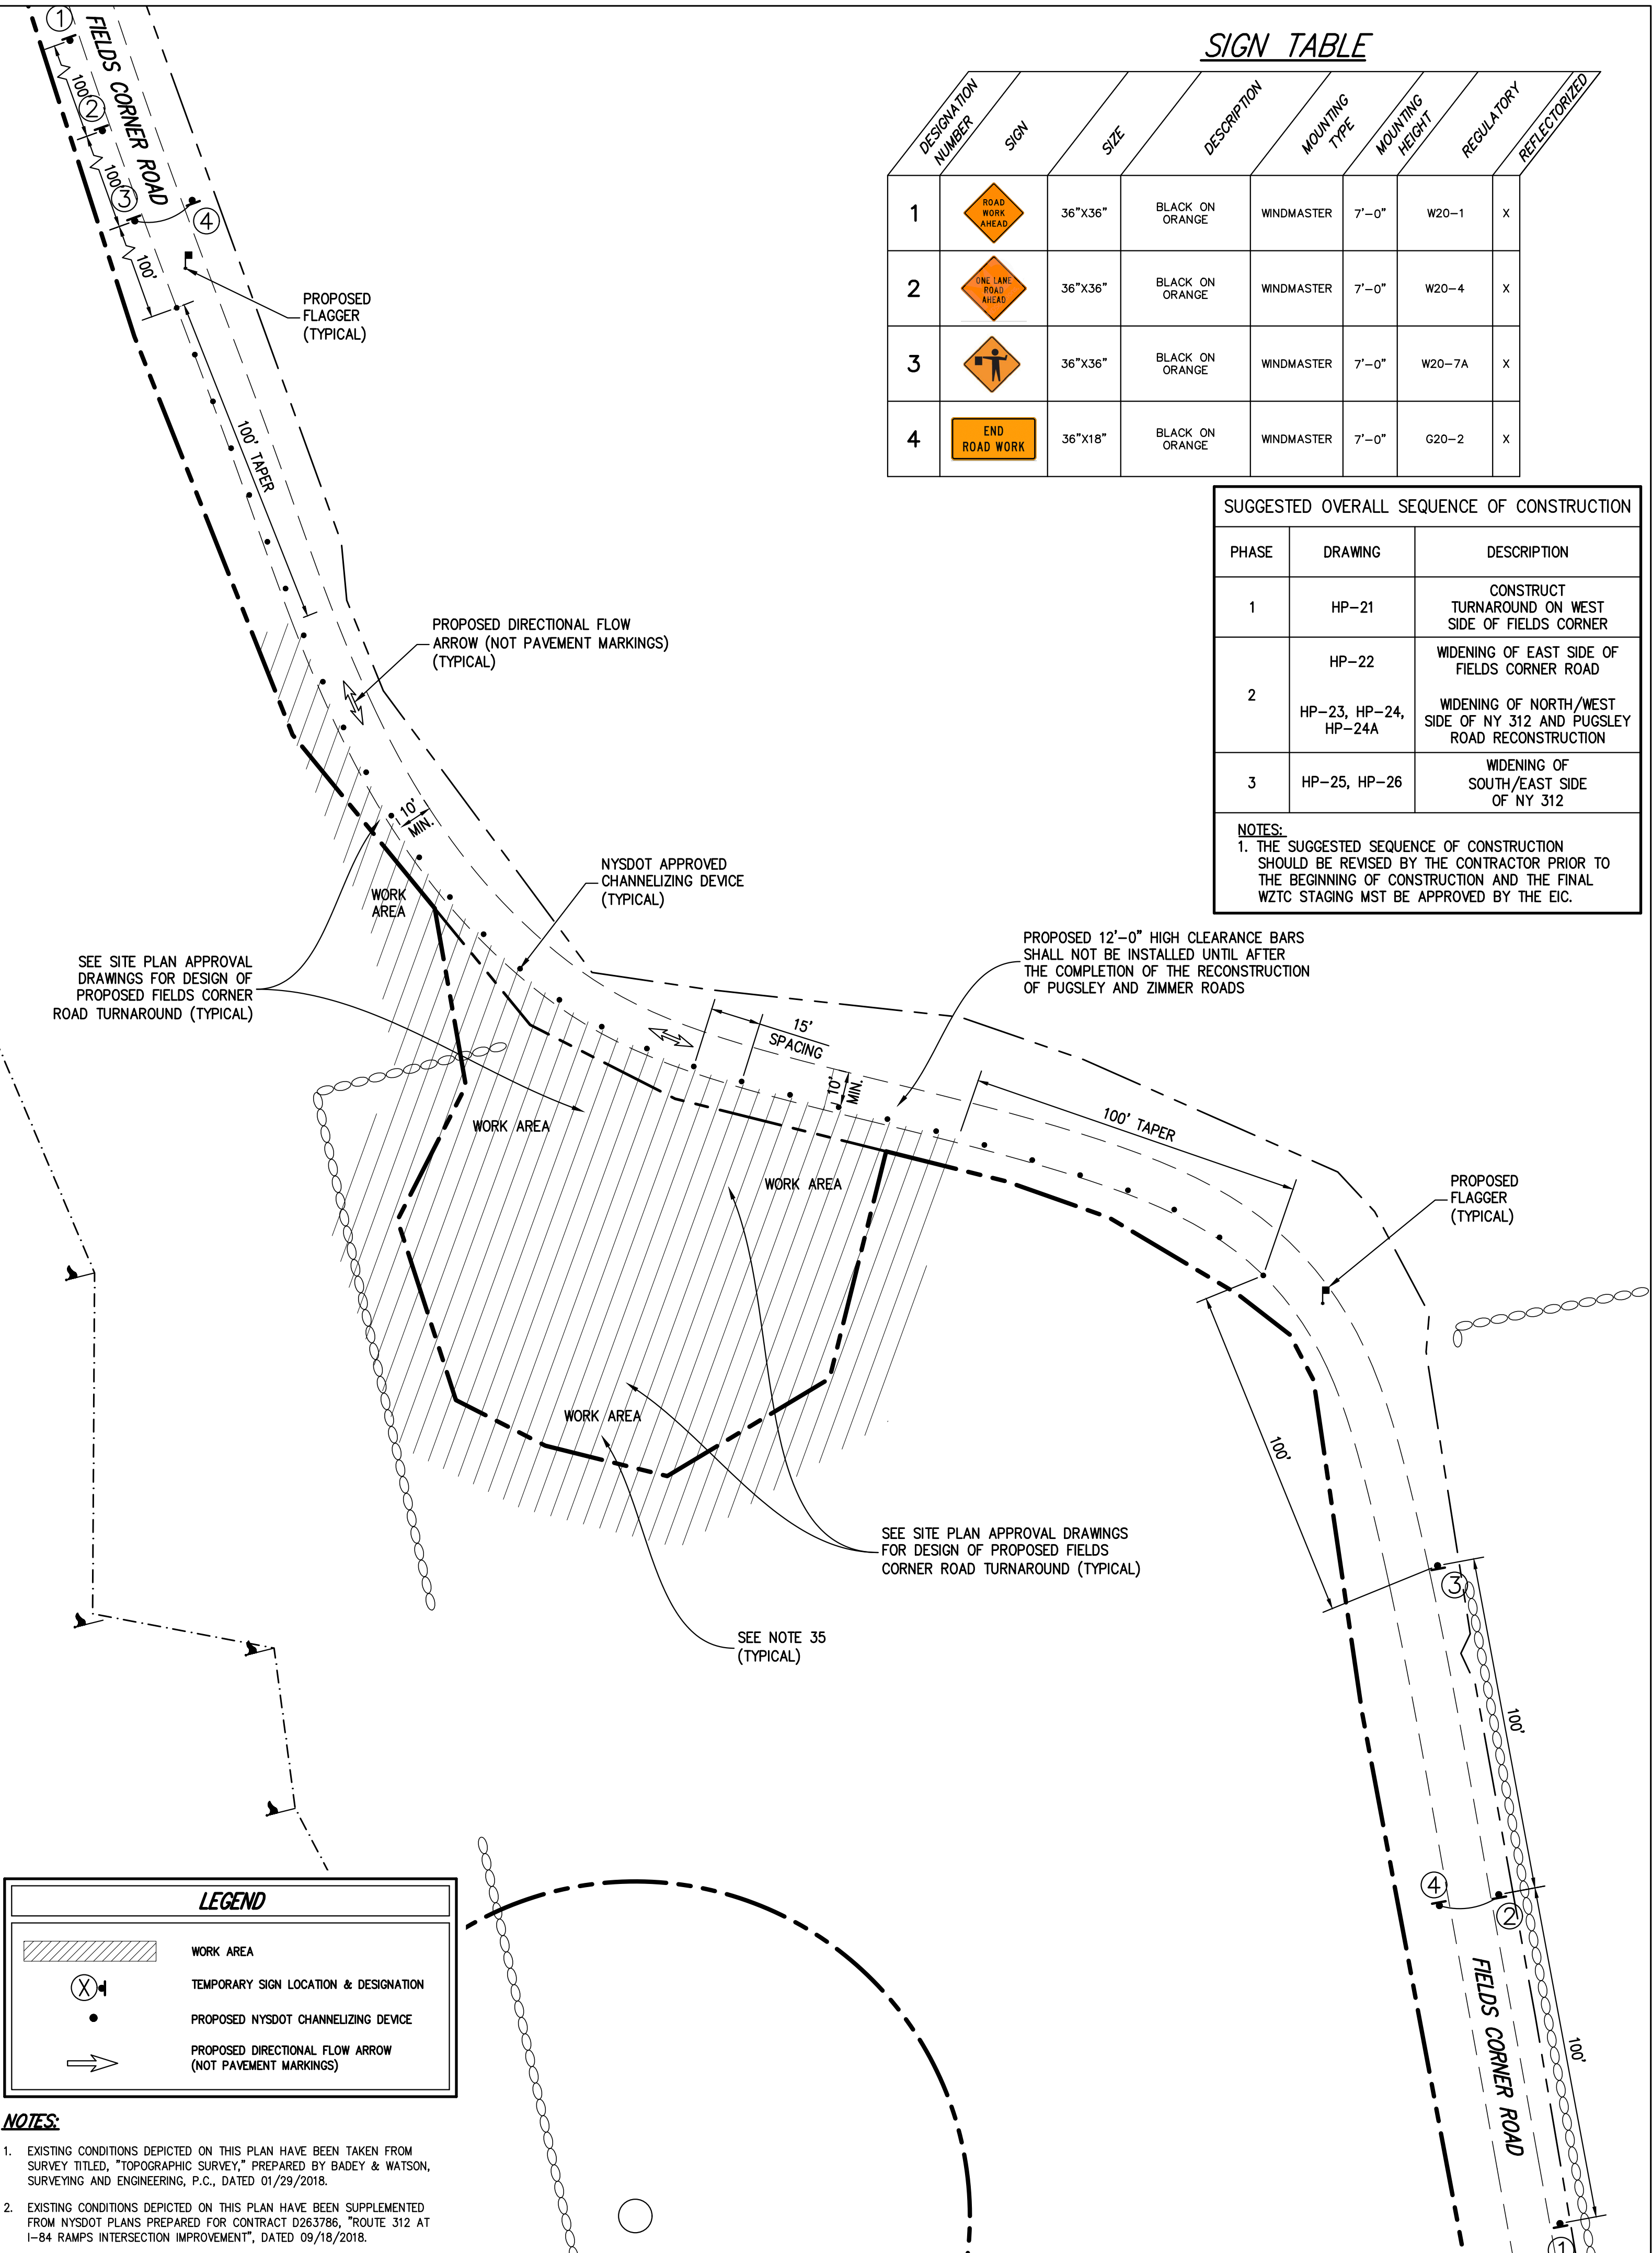 SIGN TABLE
DESIGNATION NUMBER
SIGN
SIZE
DESCRIPTION
MOUNTING TYPE
MOUNTING HEIGHT
REGULATORY
REFLECTORIZED
1
ROAD
WORK
AHEAD
36"X36"
BLACK ON
ORANGE
WINDMASTER
7'-0"
W20-1
X
2
ONE LANE
ROAD
AHEAD
36"X36"
BLACK ON
ORANGE
WINDMASTER
7'-0"
W20-4
X
3
36"X36"
BLACK ON
ORANGE
WINDMASTER
7'-0"
W20-7A
X
4
END
ROAD WORK
36"X18"
BLACK ON
ORANGE
WINDMASTER
7'-0"
G20-2
X
SUGGESTED OVERALL SEQUENCE OF CONSTRUCTION
PHASE
DRAWING
DESCRIPTION
1
HP-21
CONSTRUCT
TURNAROUND ON WEST
SIDE OF FIELDS CORNER
2
HP-22
WIDENING OF EAST SIDE OF
FIELDS CORNER ROAD
HP-23, HP-24,
HP-24A
WIDENING OF NORTH/WEST
SIDE OF NY 312 AND PUGSLEY
ROAD RECONSTRUCTION
3
HP-25, HP-26
WIDENING OF
SOUTH/EAST SIDE
OF NY 312
NOTES:
1. THE SUGGESTED SEQUENCE OF CONSTRUCTION
SHOULD BE REVISED BY THE CONTRACTOR PRIOR TO
THE BEGINNING OF CONSTRUCTION AND THE FINAL
WZTC STAGING MST BE APPROVED BY THE EIC.
1
FIELDS CORNER ROAD
100'
2
100'
3
4
100'
PROPOSED
FLAGGER
(TYPICAL)
100' TAPER
PROPOSED DIRECTIONAL FLOW
ARROW (NOT PAVEMENT MARKINGS)
(TYPICAL)
10'
MIN.
WORK
AREA
NYSDOT APPROVED
CHANNELIZING DEVICE
(TYPICAL)
SEE SITE PLAN APPROVAL
DRAWINGS FOR DESIGN OF
PROPOSED FIELDS CORNER
ROAD TURNAROUND (TYPICAL)
PROPOSED 12'-0" HIGH CLEARANCE BARS
SHALL NOT BE INSTALLED UNTIL AFTER
THE COMPLETION OF THE RECONSTRUCTION
OF PUGSLEY AND ZIMMER ROADS
15'
SPACING
10'
MIN.
100' TAPER
WORK AREA
WORK AREA
PROPOSED
FLAGGER
(TYPICAL)
WORK AREA
100'
SEE SITE PLAN APPROVAL DRAWINGS
FOR DESIGN OF PROPOSED FIELDS
CORNER ROAD TURNAROUND (TYPICAL)
3
SEE NOTE 35
(TYPICAL)
100'
4
2
FIELDS CORNER ROAD
100'
1
LEGEND
WORK AREA
X
TEMPORARY SIGN LOCATION & DESIGNATION
PROPOSED NYSDOT CHANNELIZING DEVICE
PROPOSED DIRECTIONAL FLOW ARROW
(NOT PAVEMENT MARKINGS)
NOTES:
1. EXISTING CONDITIONS DEPICTED ON THIS PLAN HAVE BEEN TAKEN FROM
SURVEY TITLED, "TOPOGRAPHIC SURVEY," PREPARED BY BADEY & WATSON,
SURVEYING AND ENGINEERING, P.C., DATED 01/29/2018.
2. EXISTING CONDITIONS DEPICTED ON THIS PLAN HAVE BEEN SUPPLEMENTED
FROM NYSDOT PLANS PREPARED FOR CONTRACT D263786, "ROUTE 312 AT
I-84 RAMPS INTERSECTION IMPROVEMENT", DATED 09/18/2018.